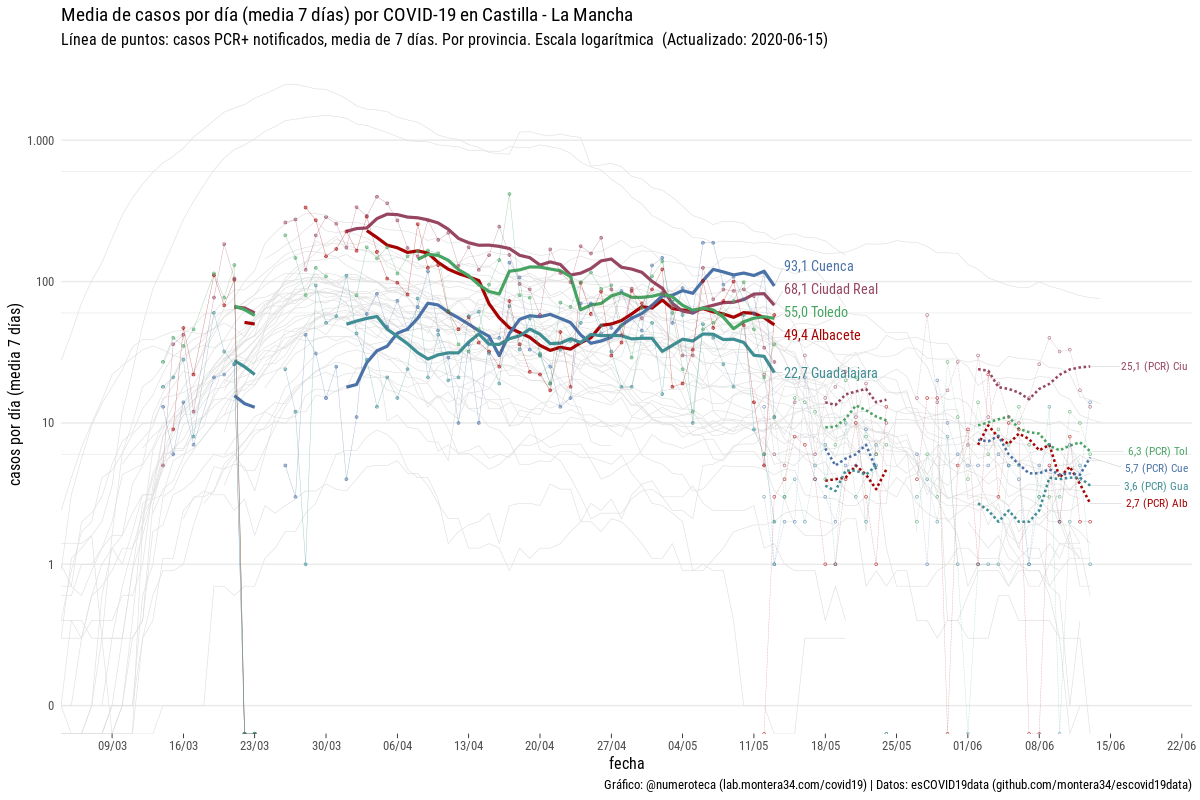 Media de casos por día (media 7 días) por COVID-19 en Castilla - La Mancha
Línea de puntos: casos PCR+ notificados, media de 7 días. Por provincia. Escala logarítmica (Actualizado: 2020-06-15)
casos por día (media 7 días)
1.000
100
10
1
0
93,1 Cuenca
68,1 Ciudad Real
55,0 Toledo
49,4 Albacete
22,7 Guadalajara
25,1 (PCR) Ciu
6,3 (PCR) Tol
5,7 (PCR) Cue
3,6 (PCR) Gua
2,7 (PCR) Alb
09/03 16/03 23/03 30/03 06/04 13/04 20/04 27/04 04/05 11/05 18/05 25/05 01/06 08/06 15/06 22/06
fecha
Gráfico: @numeroteca (lab.montera34.com/covid19) | Datos: esCOVID19data (github.com/montera34/escovid19data)